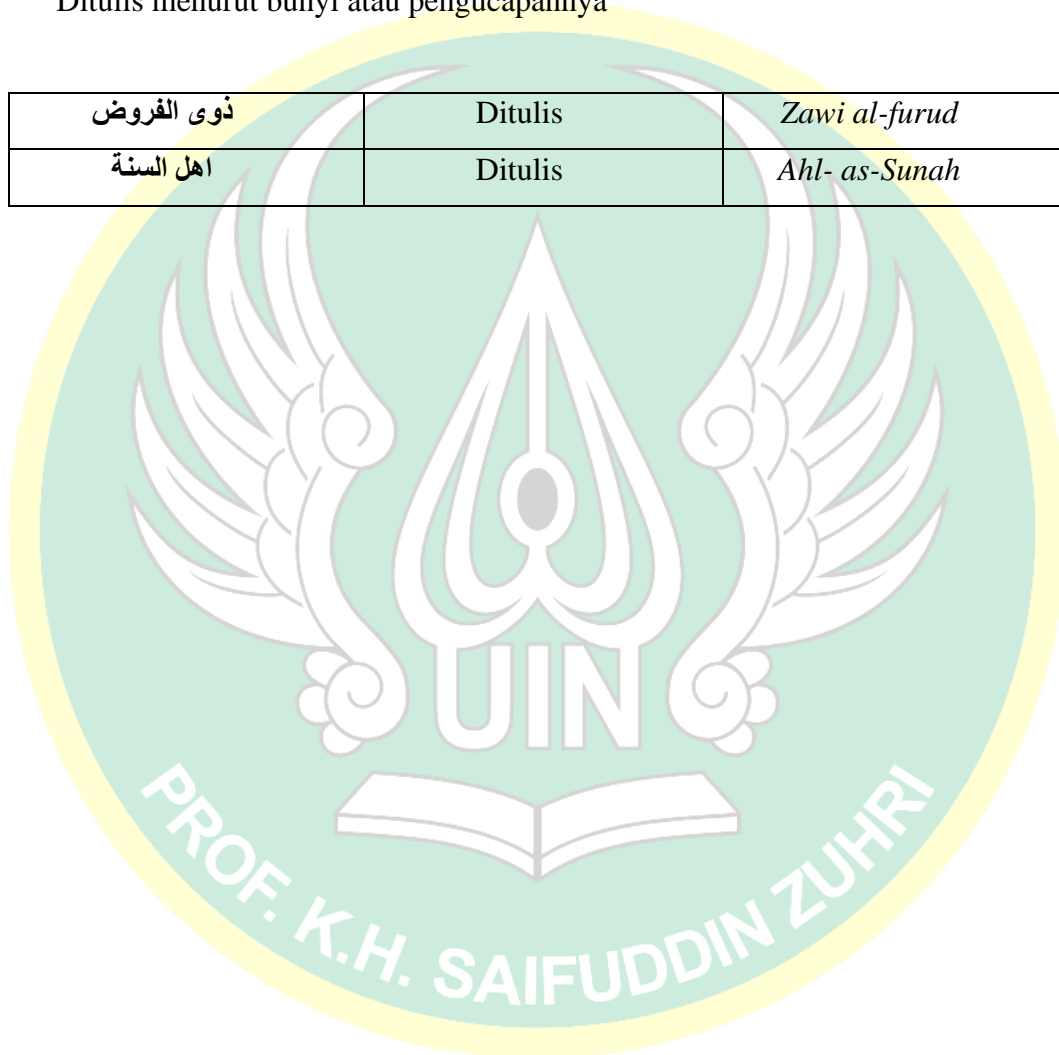 Ditulis menurut bunyi atau pengucapannya
ذوى الفروض Ditulis Zawi al-furud
اهل السنة Ditulis Ahl- as-Sunah
UIN
PROF. K.H. SAIFUDDIN ZUHRI